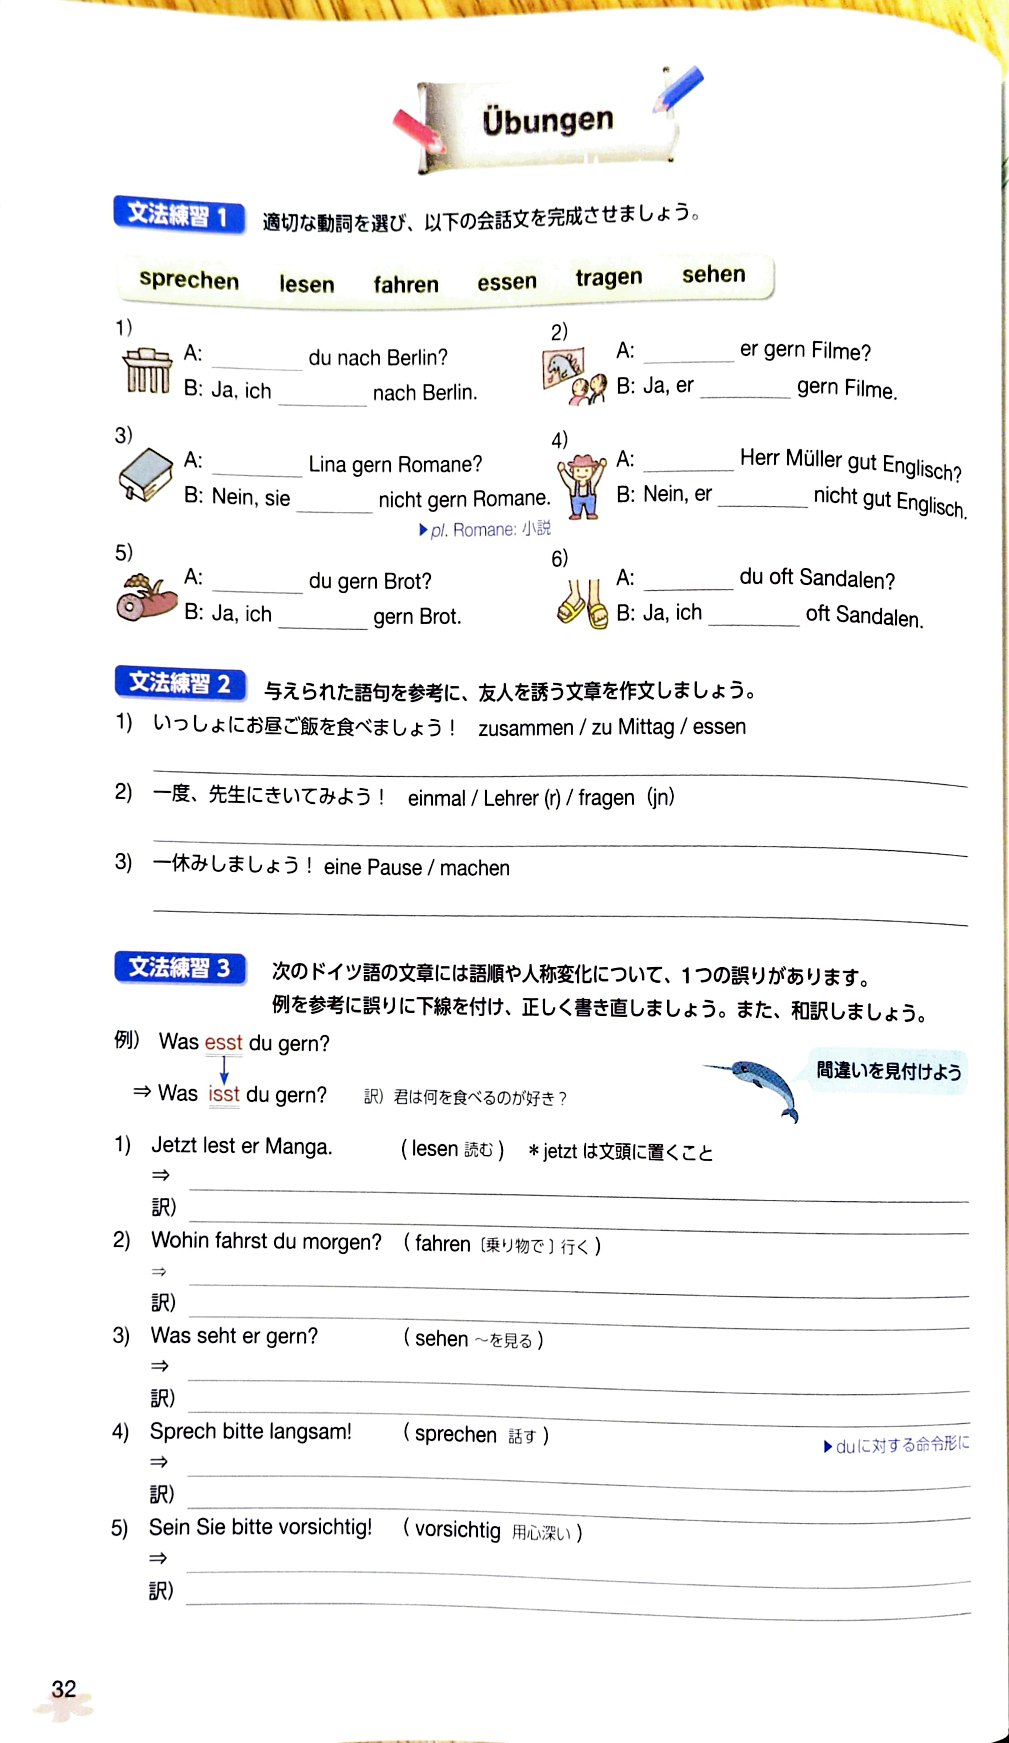 Übungen
文法練習 1 適切な動詞を選び、以下の会話文を完成させましょう。
sprechen lesen fahren essen tragen sehen
1)
A: ________ du nach Berlin?
B: Ja, ich ________ nach Berlin.
2)
A: ________ er gern Filme?
B: Ja, er ________ gern Filme.
3)
A: ________ Lina gern Romane?
B: Nein, sie ________ nicht gern Romane.
▶pl. Romane: 小説
4)
A: ________ Herr Müller gut Englisch?
B: Nein, er ________ nicht gut Englisch.
5)
A: ________ du gern Brot?
B: Ja, ich ________ gern Brot.
6)
A: ________ du oft Sandalen?
B: Ja, ich ________ oft Sandalen.
文法練習 2 与えられた語句を参考に、友人を誘う文章を作文しましょう。
1) いっしょにお昼ご飯を食べましょう！ zusammen / zu Mittag / essen
2) 一度、先生にきいてみよう！ einmal / Lehrer (r) / fragen (jn)
3) 一休みしましょう！ eine Pause / machen
文法練習 3 次のドイツ語の文章には語順や人称変化について、1つの誤りがあります。
例を参考に誤りに下線を付け、正しく書き直しましょう。また、和訳しましょう。
例) Was esst du gern?
⇒ Was isst du gern? 訳) 君は何を食べるのが好き？
間違いを見付けよう
1) Jetzt lest er Manga. ( lesen 読む ) ＊jetzt は文頭に置くこと
⇒
訳)
2) Wohin fahrst du morgen? ( fahren〔乗り物で〕行く )
⇒
訳)
3) Was seht er gern? ( sehen ～を見る )
⇒
訳)
4) Sprech bitte langsam! ( sprechen 話す ) ▶duに対する命令形に
⇒
訳)
5) Sein Sie bitte vorsichtig! ( vorsichtig 用心深い )
⇒
訳)
32